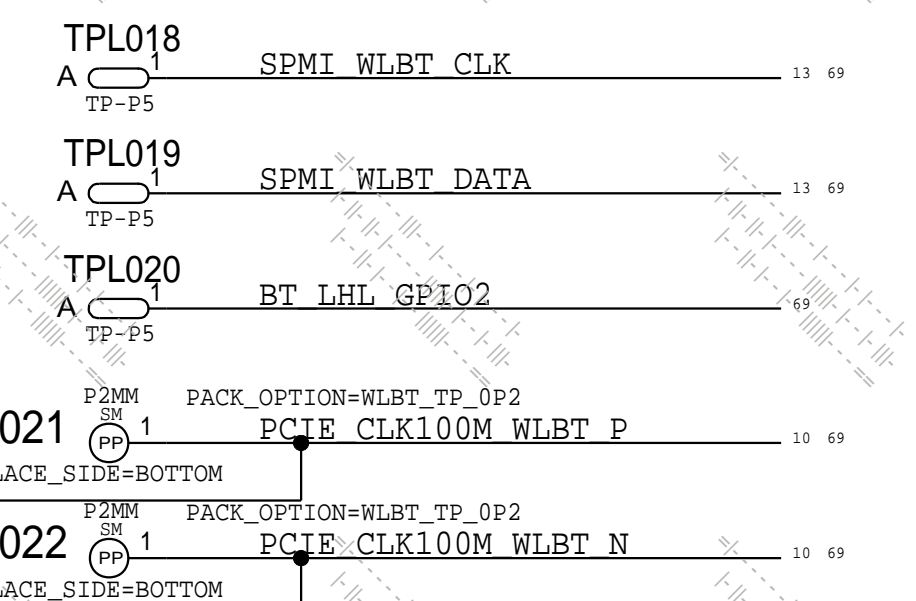 TPL018
1
A
SPMI_WLBT_CLK
13 69
TP-P5
TPL019
1
A
SPMI_WLBT_DATA
13 69
TP-P5
TPL020
1
A
BT_LHL_GPIO2
69
TP-P5
P2MM
PACK_OPTION=WLBT_TP_0P2
SM
021
PP
1
PCIE_CLK100M_WLBT_P
10 69
LACE_SIDE=BOTTOM
P2MM
PACK_OPTION=WLBT_TP_0P2
SM
022
PP
1
PCIE_CLK100M_WLBT_N
10 69
LACE_SIDE=BOTTOM